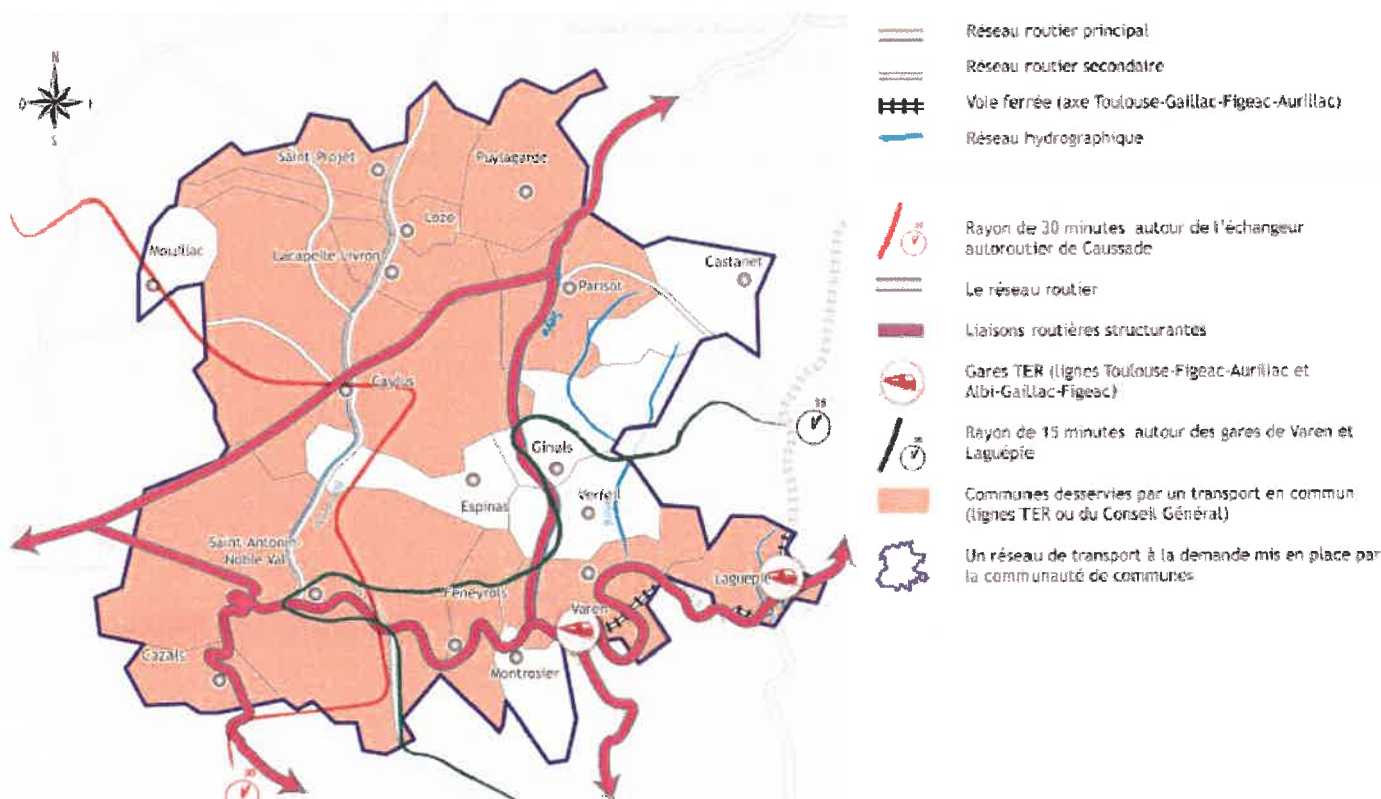 N
O
S
Saint Projet
Puylagarde
Loze
Mouillac
Lacapelle Livron
Castanet
Parisot
Caylus
15
Ginals
Espinas
Verfeil
Saint Antonin
Noble Val
Laguépie
Féneyrols
Varen
Cazals
Montrosier
30
Réseau routier principal
Réseau routier secondaire
Voie ferrée (axe Toulouse-Gaillac-Figeac-Aurillac)
Réseau hydrographique
Rayon de 30 minutes autour de l'échangeur
autoroutier de Caussade
Le réseau routier
Liaisons routières structurantes
Gares TER (lignes Toulouse-Figeac-Aurillac et
Albi-Gaillac-Figeac)
Rayon de 15 minutes autour des gares de Varen et
Laguépie
Communes desservies par un transport en commun
(lignes TER ou du Conseil Général)
Un réseau de transport à la demande mis en place par
la communauté de communes